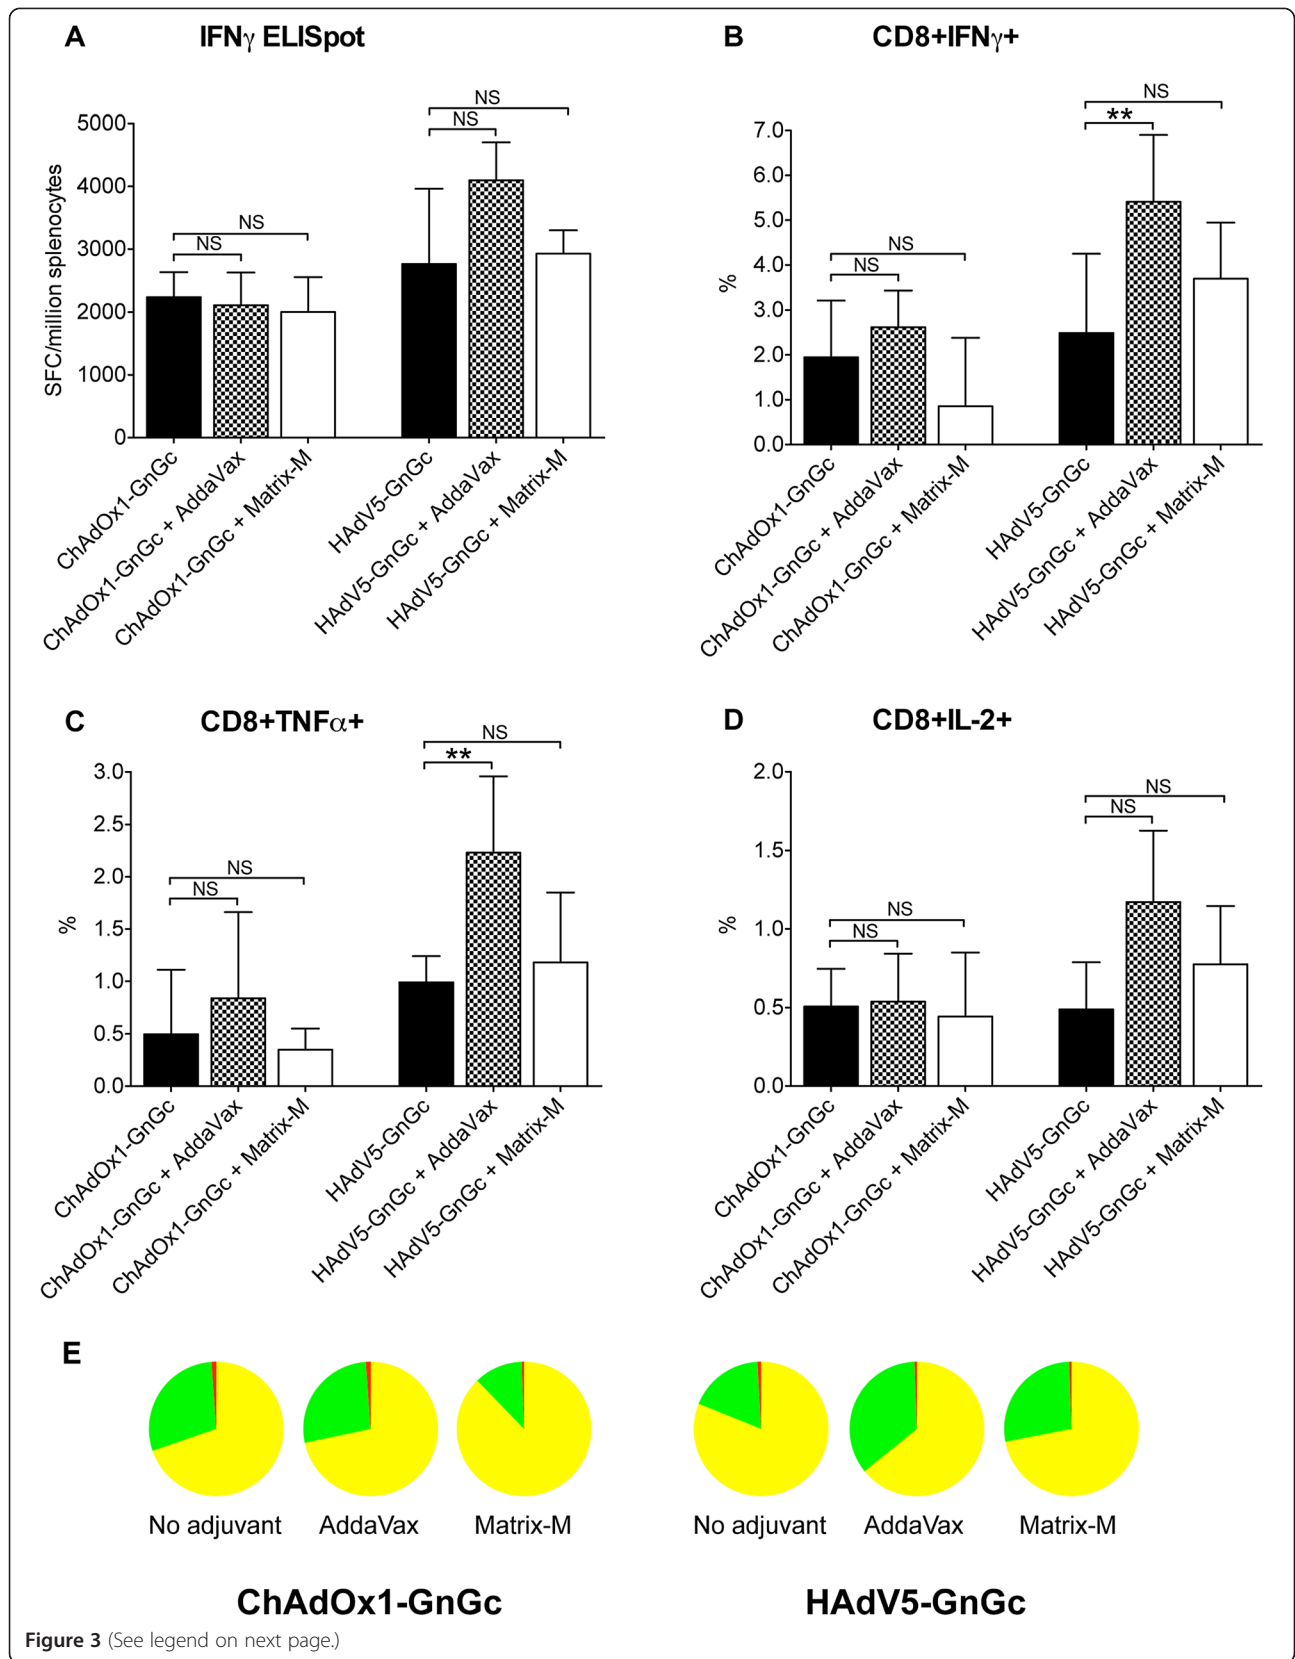 A IFNγ ELISpot
SFC/million splenocytes
5000
4000
3000
2000
1000
0
NS
NS
NS
NS
ChAdOx1-GnGc
ChAdOx1-GnGc + AddaVax
ChAdOx1-GnGc + Matrix-M
HAdV5-GnGc
HAdV5-GnGc + AddaVax
HAdV5-GnGc + Matrix-M
B CD8+IFNγ+
%
7.0
6.0
5.0
4.0
3.0
2.0
1.0
0.0
NS
NS
NS
**
ChAdOx1-GnGc
ChAdOx1-GnGc + AddaVax
ChAdOx1-GnGc + Matrix-M
HAdV5-GnGc
HAdV5-GnGc + AddaVax
HAdV5-GnGc + Matrix-M
C CD8+TNFα+
%
3.0
2.5
2.0
1.5
1.0
0.5
0.0
NS
NS
NS
**
ChAdOx1-GnGc
ChAdOx1-GnGc + AddaVax
ChAdOx1-GnGc + Matrix-M
HAdV5-GnGc
HAdV5-GnGc + AddaVax
HAdV5-GnGc + Matrix-M
D CD8+IL-2+
%
2.0
1.5
1.0
0.5
0.0
NS
NS
NS
NS
ChAdOx1-GnGc
ChAdOx1-GnGc + AddaVax
ChAdOx1-GnGc + Matrix-M
HAdV5-GnGc
HAdV5-GnGc + AddaVax
HAdV5-GnGc + Matrix-M
E
No adjuvant AddaVax Matrix-M No adjuvant AddaVax Matrix-M
ChAdOx1-GnGc HAdV5-GnGc
Figure 3 (See legend on next page.)